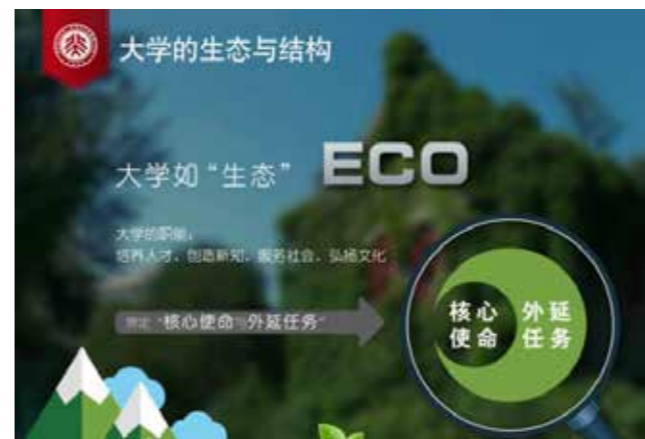 大学的生态与结构
大学如“生态” ECO
大学的职能：
培养人才，创造新知，服务社会，弘扬文化
“核心使命与外延任务”
核心 外延
使命 任务